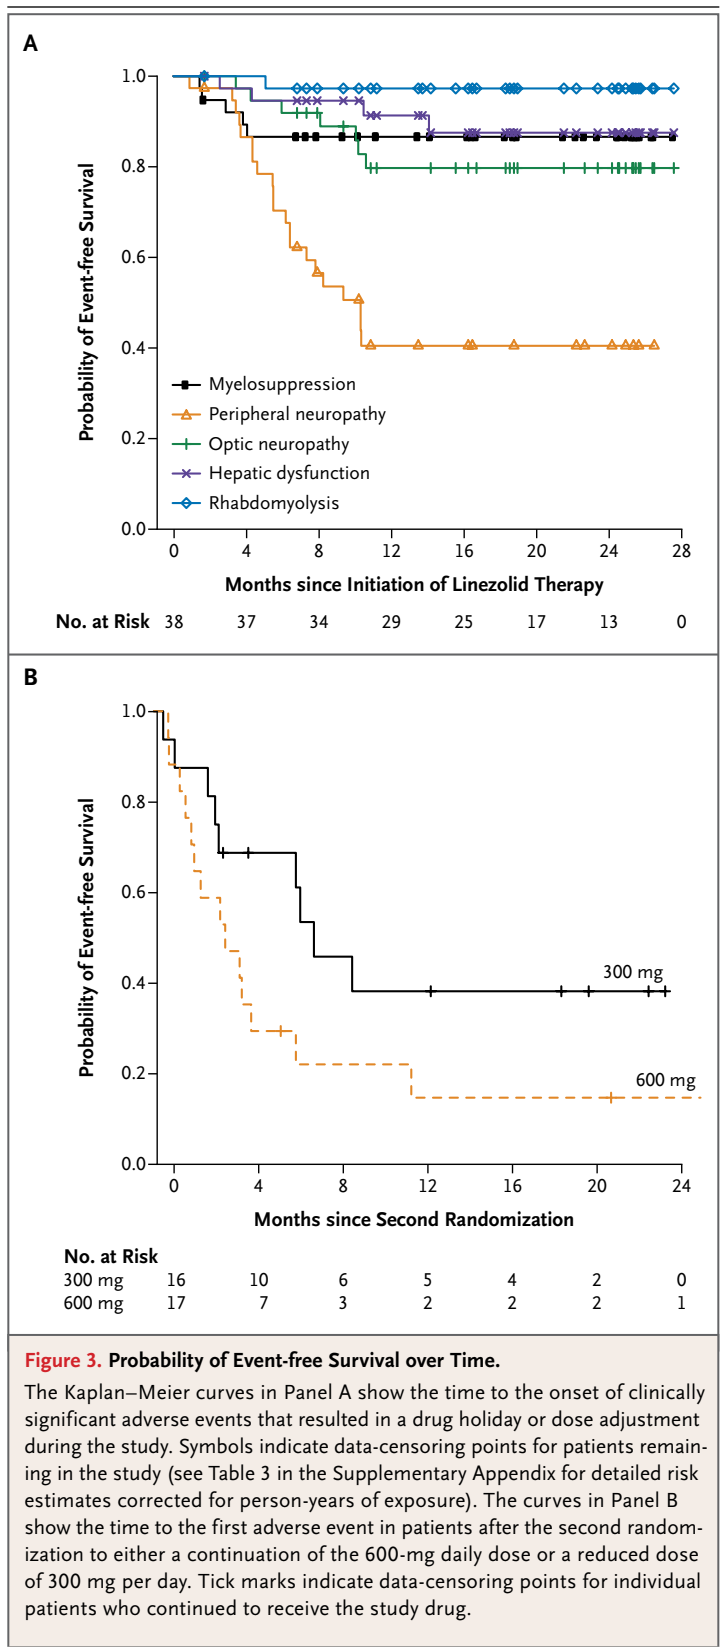 A
1.0
0.8
0.6
0.4
0.2
0.0
Probability of Event-free Survival
Myelosuppression
Peripheral neuropathy
Optic neuropathy
Hepatic dysfunction
Rhabdomyolysis
0 4 8 12 16 20 24 28
Months since Initiation of Linezolid Therapy
No. at Risk 38 37 34 29 25 17 13 0
B
1.0
0.8
0.6
0.4
0.2
0.0
Probability of Event-free Survival
300 mg
600 mg
0 4 8 12 16 20 24
Months since Second Randomization
No. at Risk
300 mg 16 10 6 5 4 2 0
600 mg 17 7 3 2 2 2 1
Figure 3. Probability of Event-free Survival over Time.
The Kaplan–Meier curves in Panel A show the time to the onset of clinically
significant adverse events that resulted in a drug holiday or dose adjustment
during the study. Symbols indicate data-censoring points for patients remain-
ing in the study (see Table 3 in the Supplementary Appendix for detailed risk
estimates corrected for person-years of exposure). The curves in Panel B
show the time to the first adverse event in patients after the second random-
ization to either a continuation of the 600-mg daily dose or a reduced dose
of 300 mg per day. Tick marks indicate data-censoring points for individual
patients who continued to receive the study drug.